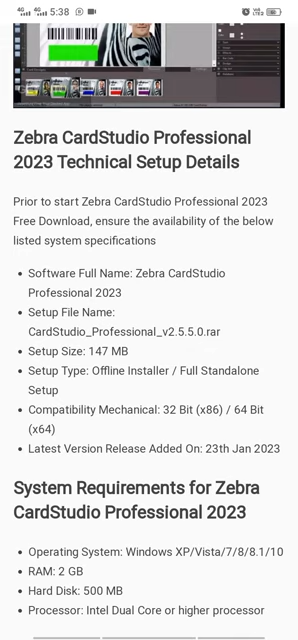 4G 4G 5:38
Zebra CardStudio Professional
2023 Technical Setup Details
Prior to start Zebra CardStudio Professional 2023
Free Download, ensure the availability of the below
listed system specifications
• Software Full Name: Zebra CardStudio
Professional 2023
• Setup File Name:
CardStudio_Professional_v2.5.5.0.rar
• Setup Size: 147 MB
• Setup Type: Offline Installer / Full Standalone
Setup
• Compatibility Mechanical: 32 Bit (x86) / 64 Bit
(x64)
• Latest Version Release Added On: 23th Jan 2023
System Requirements for Zebra
CardStudio Professional 2023
• Operating System: Windows XP/Vista/7/8/8.1/10
• RAM: 2 GB
• Hard Disk: 500 MB
• Processor: Intel Dual Core or higher processor